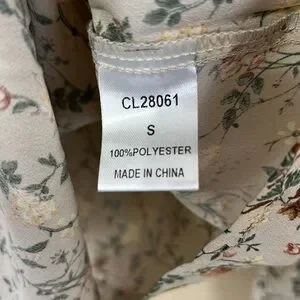 CL28061
S
100%POLYESTER
MADE IN CHINA